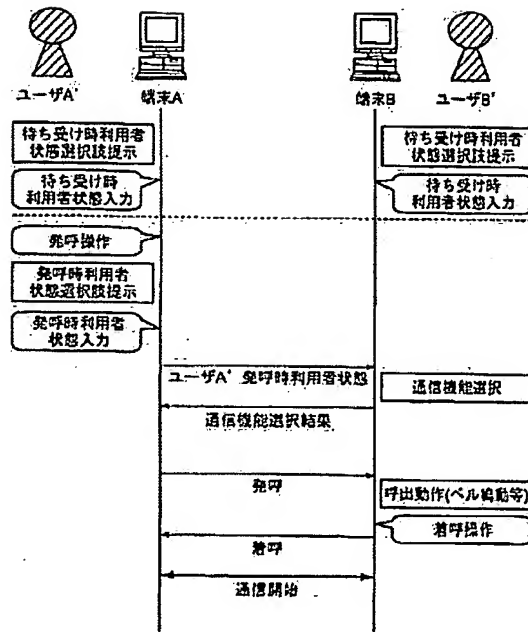 ユーザA'
端末A
端末B
ユーザB'
待ち受け時利用者
状態選択肢提示
待ち受け時利用者
状態選択肢提示
待ち受け時
利用者状態入力
待ち受け時
利用者状態入力
発呼操作
発呼時利用者
状態選択肢提示
発呼時利用者
状態入力
ユーザA' 発呼時利用者状態
通信機能選択
通信機能選択結果
発呼
呼出動作(ベル鳴動等)
着呼操作
着呼
通信開始